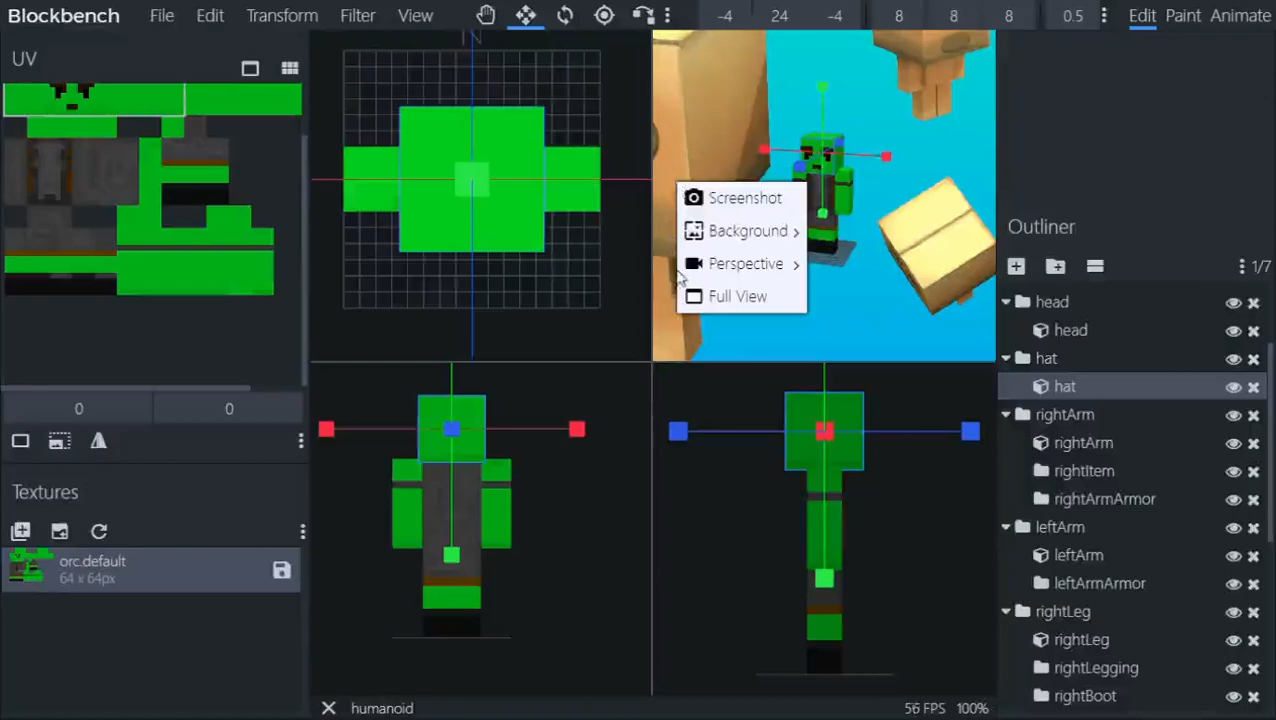 Blockbench File Edit Transform Filter View -4 24 -4 8 8 8 0.5 Edit Paint Animate
UV
Screenshot
Background
Perspective
Full View
0 0
Textures
orc.default
64 x 64px
Outliner
1/7
head
head
hat
hat
rightArm
rightArm
rightItem
rightArmArmor
leftArm
leftArm
leftArmArmor
rightLeg
rightLeg
rightLegging
rightBoot
humanoid 56 FPS 100%